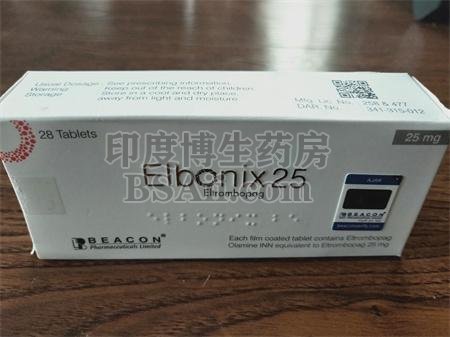 Usual Dosage : See prescribing information.
Warning : Keep out of the reach of children.
Storage : Store in a cool and dry place, away from light and moisture.
Mfg. Lic. No. : 258 & 477
DAR No. : 341-315-012
28 Tablets
25 mg
印度博生药房
Elbonix 25
Eltrombopag
BEACON®
Pharmaceuticals Limited
BEACON
Each film coated tablet contains Eltrombopag
Olamine INN equivalent to Eltrombopag 25 mg